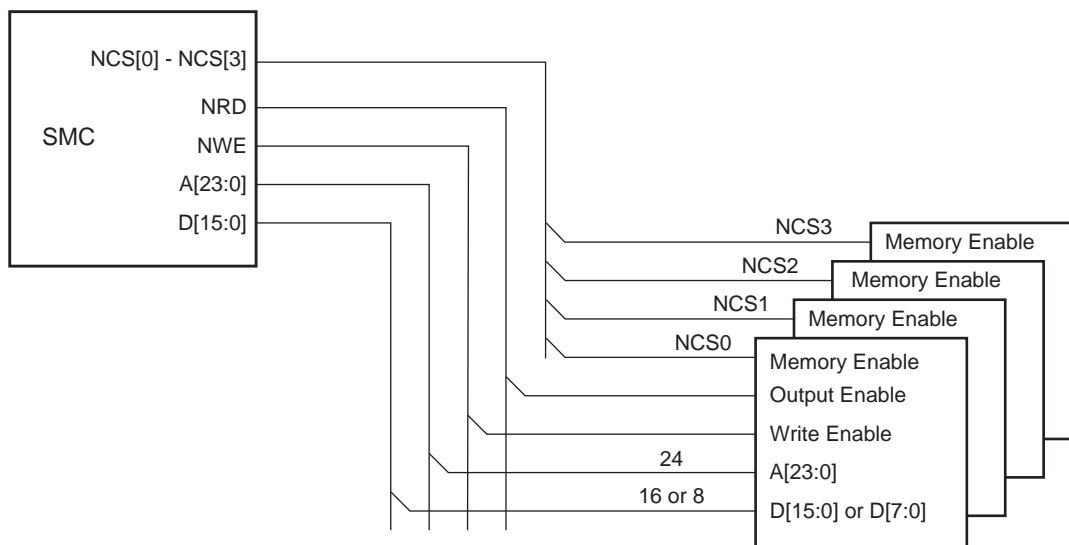 NCS[0] - NCS[3]
NRD
SMC
NWE
A[23:0]
D[15:0]
NCS3
Memory Enable
NCS2
Memory Enable
NCS1
Memory Enable
NCS0
Memory Enable
Output Enable
Write Enable
24
A[23:0]
16 or 8
D[15:0] or D[7:0]